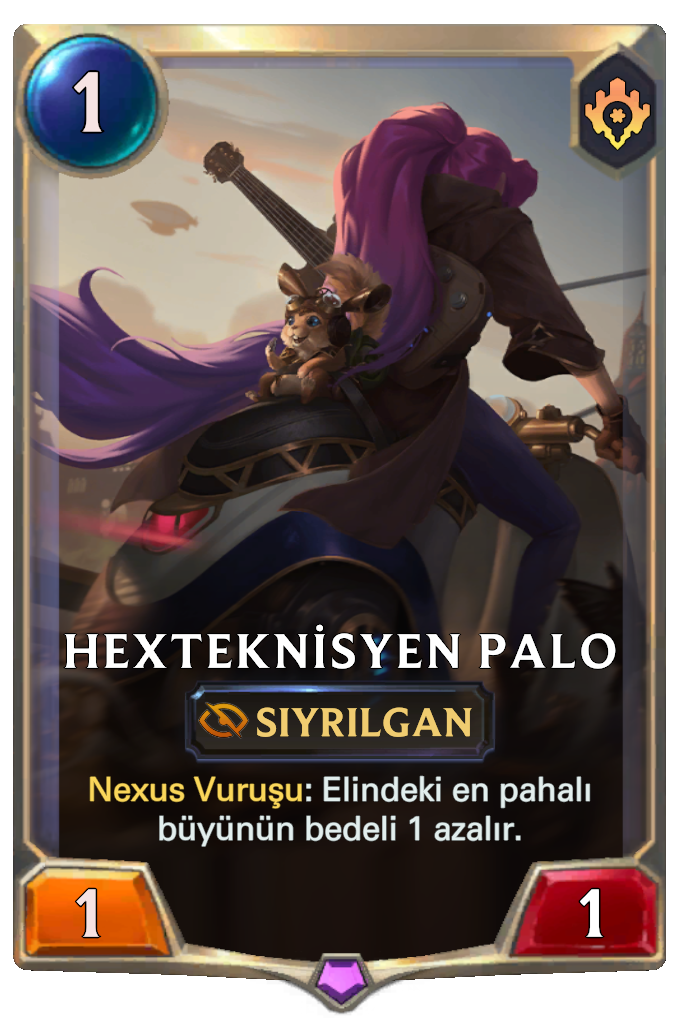 1
HEXTEKNİSYEN PALO
SIYRILGAN
Nexus Vuruşu: Elindeki en pahalı
büyünün bedeli 1 azalır.
1
1